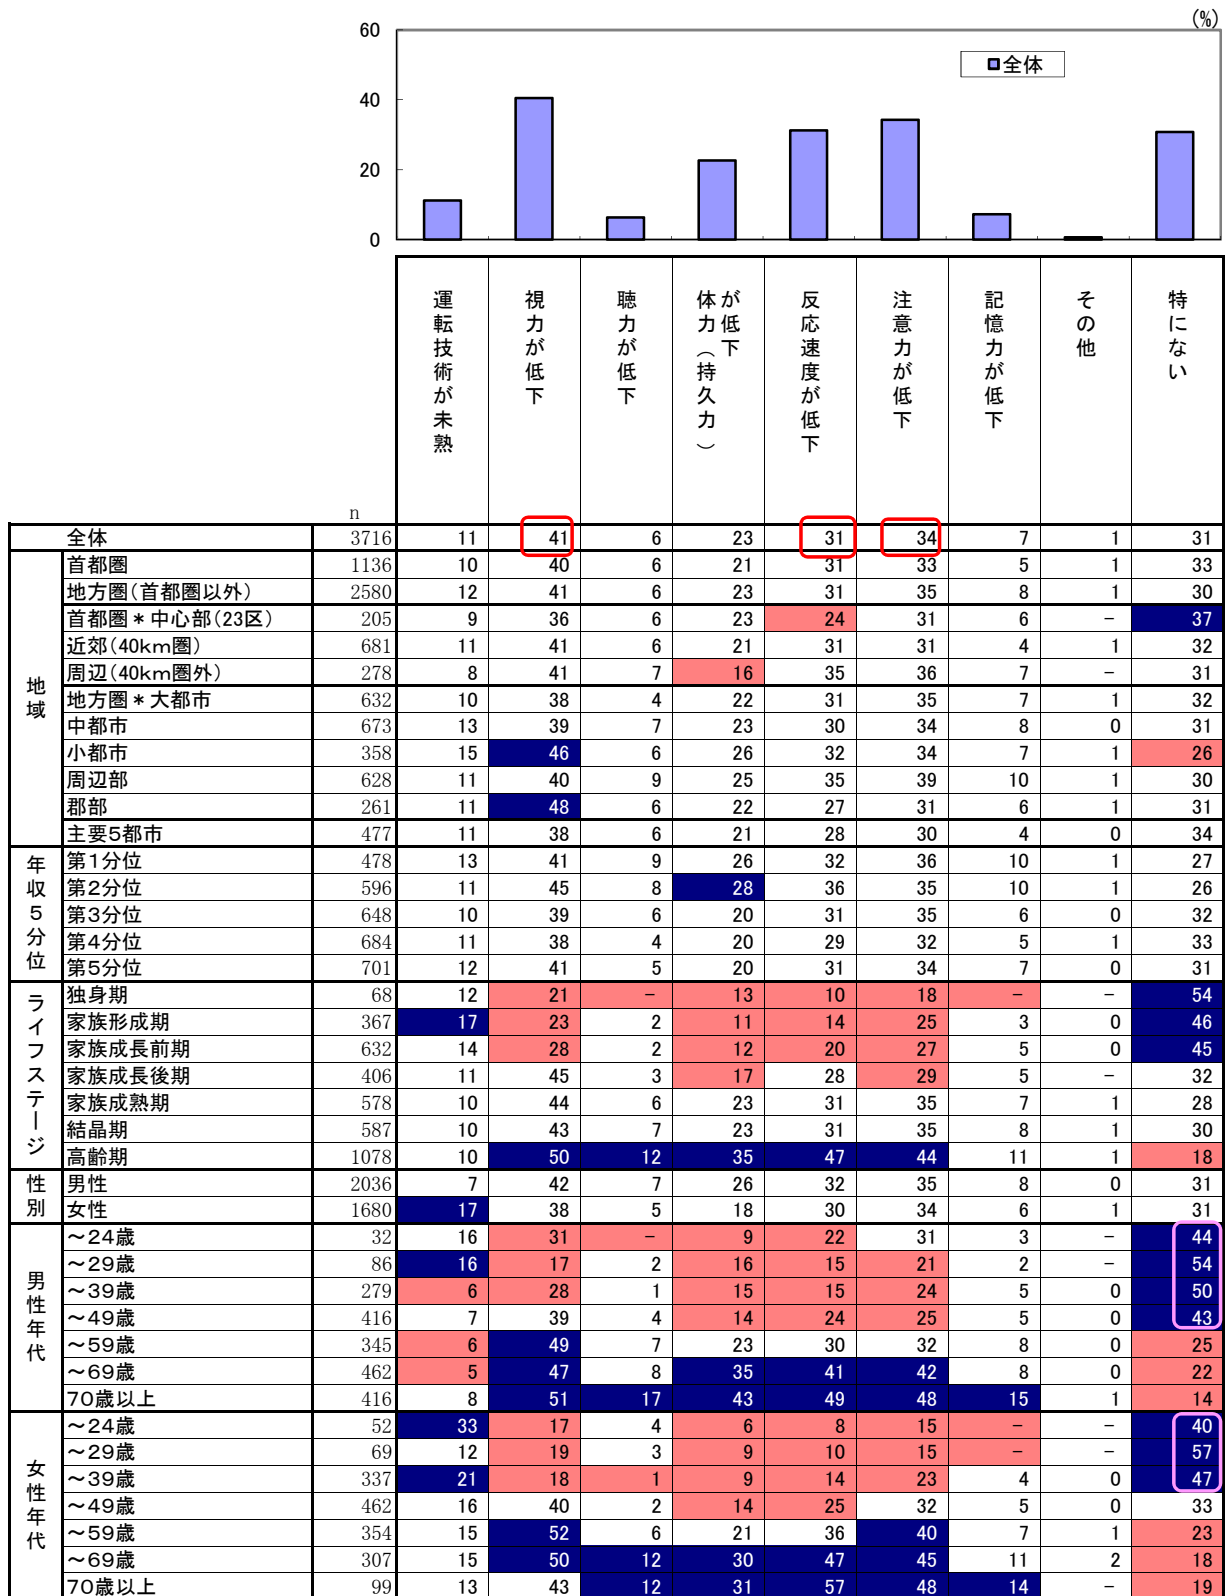 (%)
60
40
20
0
全体
運転技術が未熟
視力が低下
聴力が低下
体力（持久力）が低下
反応速度が低下
注意力が低下
記憶力が低下
その他
特にない
n
全体 3716 11 41 6 23 31 34 7 1 31
地域
首都圏 1136 10 40 6 21 31 33 5 1 33
地方圏(首都圏以外) 2580 12 41 6 23 31 35 8 1 30
首都圏＊中心部(23区) 205 9 36 6 23 24 31 6 － 37
近郊(40km圏) 681 11 41 6 21 31 31 4 1 32
周辺(40km圏外) 278 8 41 7 16 35 36 7 － 31
地方圏＊大都市 632 10 38 4 22 31 35 7 1 32
中都市 673 13 39 7 23 30 34 8 0 31
小都市 358 15 46 6 26 32 34 7 1 26
周辺部 628 11 40 9 25 35 39 10 1 30
郡部 261 11 48 6 22 27 31 6 1 31
主要5都市 477 11 38 6 21 28 30 4 0 34
年収5分位
第1分位 478 13 41 9 26 32 36 10 1 27
第2分位 596 11 45 8 28 36 35 10 1 26
第3分位 648 10 39 6 20 31 35 6 0 32
第4分位 684 11 38 4 20 29 32 5 1 33
第5分位 701 12 41 5 20 31 34 7 0 31
ライフステージ
独身期 68 12 21 － 13 10 18 － － 54
家族形成期 367 17 23 2 11 14 25 3 0 46
家族成長前期 632 14 28 2 12 20 27 5 0 45
家族成長後期 406 11 45 3 17 28 29 5 － 32
家族成熟期 578 10 44 6 23 31 35 7 1 28
結晶期 587 10 43 7 23 31 35 8 1 30
高齢期 1078 10 50 12 35 47 44 11 1 18
性別
男性 2036 7 42 7 26 32 35 8 0 31
女性 1680 17 38 5 18 30 34 6 1 31
男性年代
～24歳 32 16 31 － 9 22 31 3 － 44
～29歳 86 16 17 2 16 15 21 2 － 54
～39歳 279 6 28 1 15 15 24 5 0 50
～49歳 416 7 39 4 14 24 25 5 0 43
～59歳 345 6 49 7 23 30 32 8 0 25
～69歳 462 5 47 8 35 41 42 8 0 22
70歳以上 416 8 51 17 43 49 48 15 1 14
女性年代
～24歳 52 33 17 4 6 8 15 － － 40
～29歳 69 12 19 3 9 10 15 － － 57
～39歳 337 21 18 1 9 14 23 4 0 47
～49歳 462 16 40 2 14 25 32 5 0 33
～59歳 354 15 52 6 21 36 40 7 1 23
～69歳 307 15 50 12 30 47 45 11 2 18
70歳以上 99 13 43 12 31 57 48 14 － 19